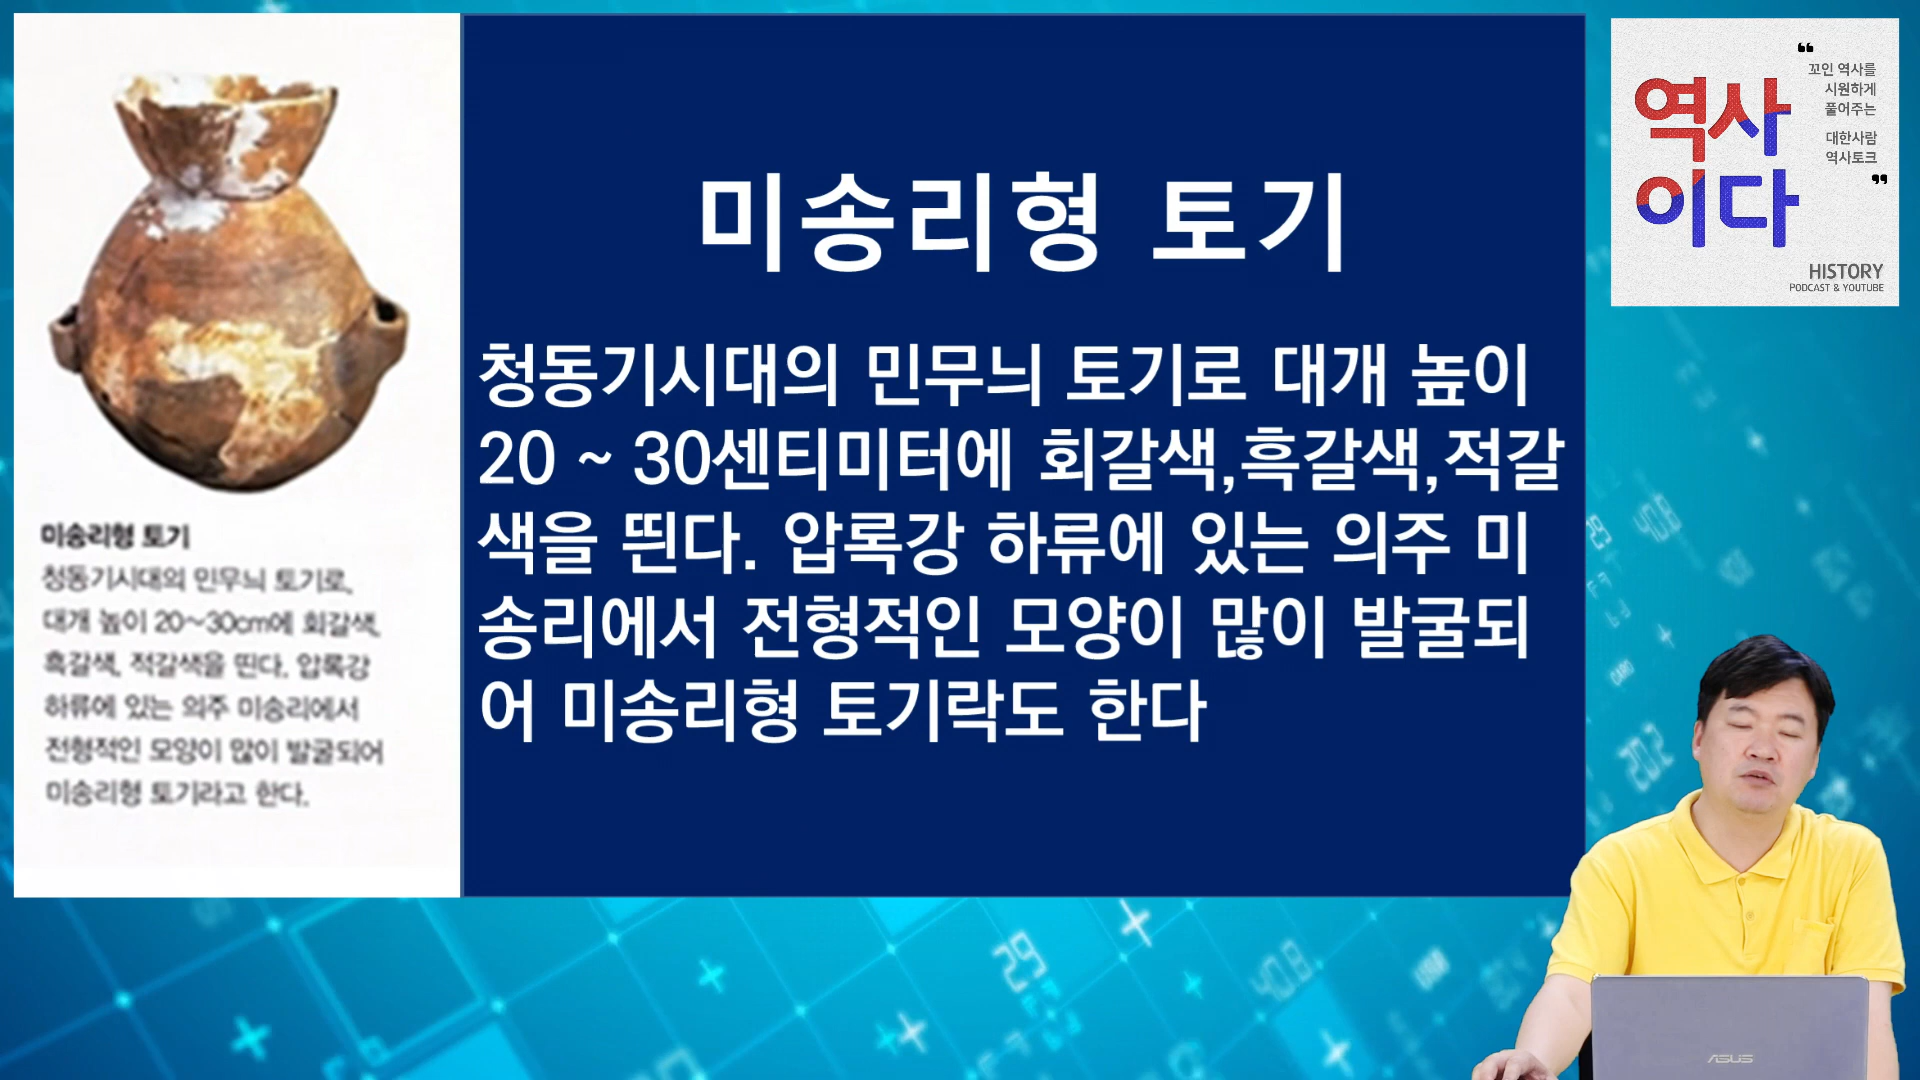 미송리형 토기
청동기시대의 민무늬 토기로,
대개 높이 20~30cm에 회갈색,
흑갈색, 적갈색을 띈다. 압록강
하류에 있는 의주 미송리에서
전형적인 모양이 많이 발굴되어
미송리형 토기라고 한다.
미송리형 토기
청동기시대의 민무늬 토기로 대개 높이
20 ~ 30센티미터에 회갈색,흑갈색,적갈
색을 띈다. 압록강 하류에 있는 의주 미
송리에서 전형적인 모양이 많이 발굴되
어 미송리형 토기락도 한다
역사
이다
“
꼬인 역사를
시원하게
풀어주는
대한사람
역사토크
”
HISTORY
PODCAST & YOUTUBE
40.8
20.2
29
40.8
ASUS